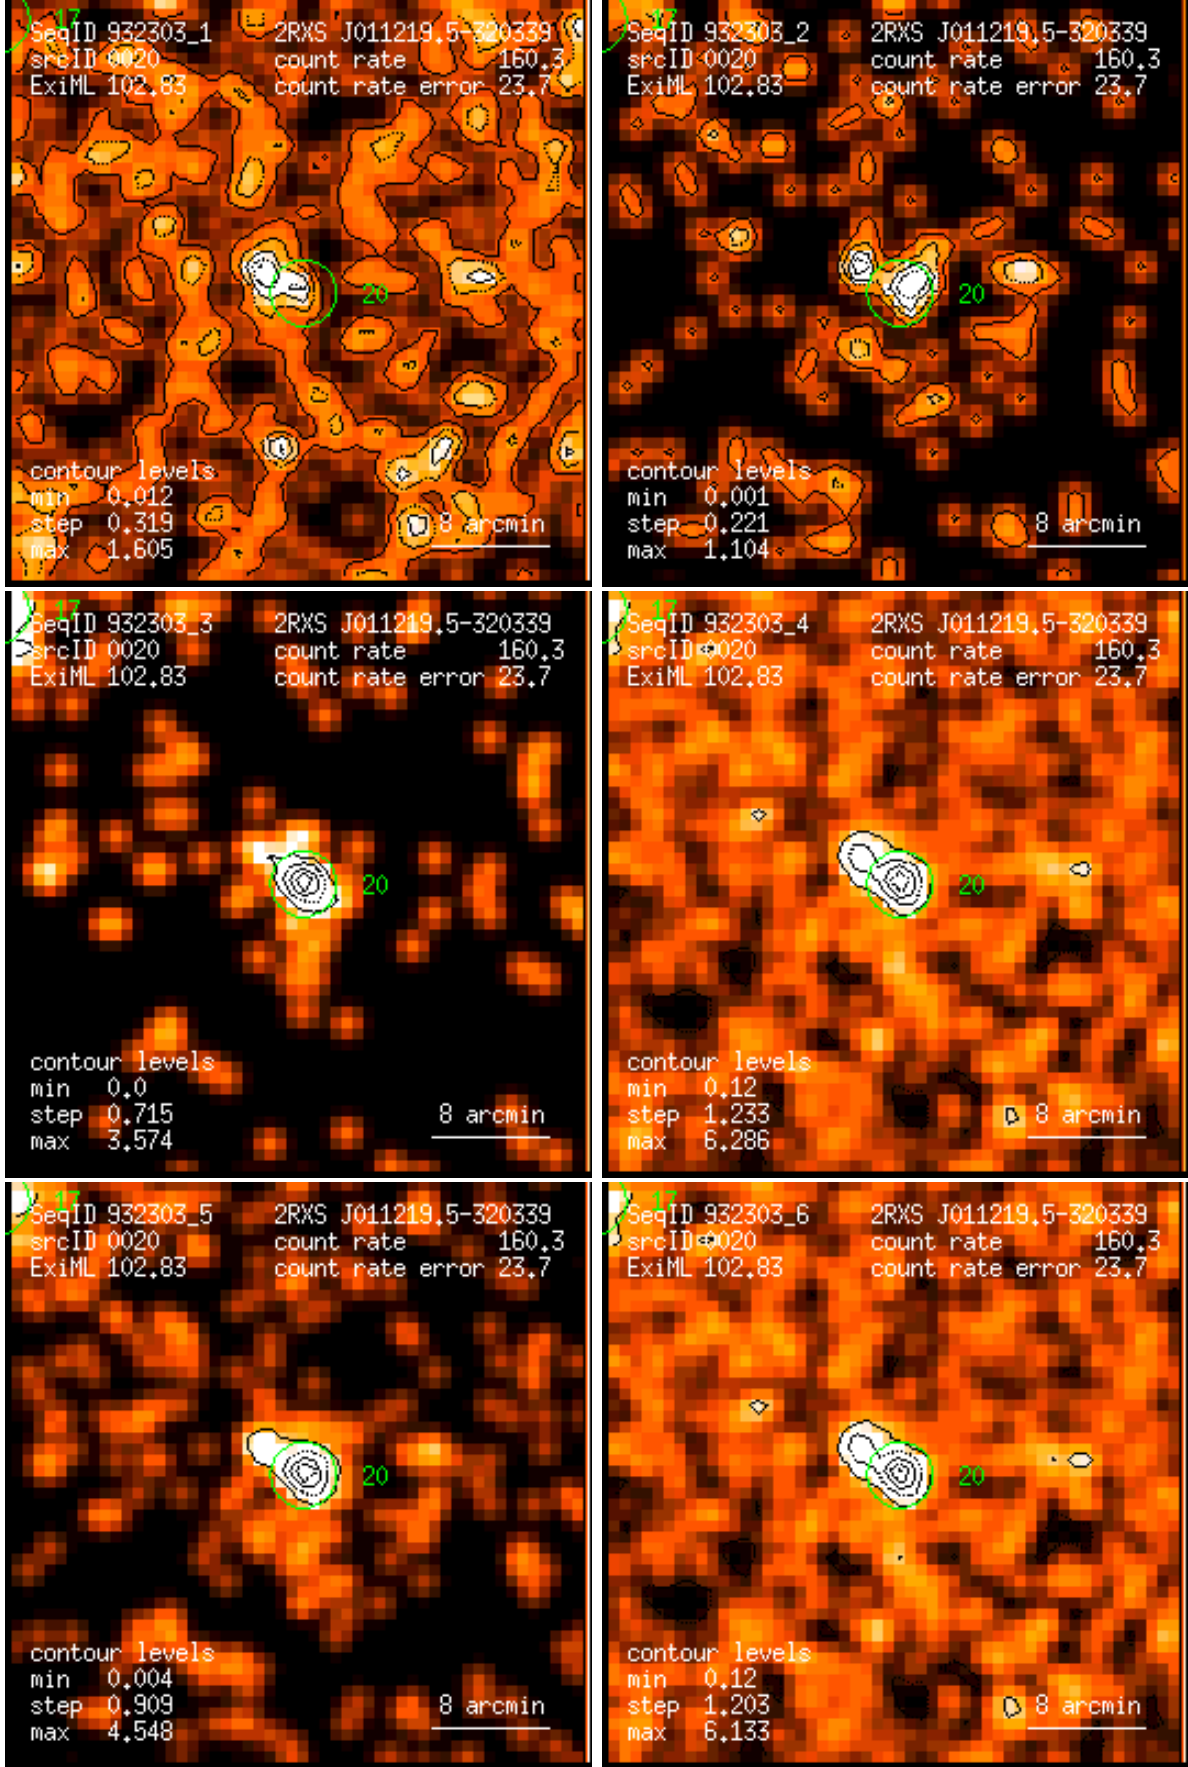 17
SeqID 932303_1 2RXS J011219.5-320339
srcID 0020 count rate 160.3
ExiML 102.83 count rate error 23.7
20
contour levels
min 0.012
step 0.319 8 arcmin
max 1.605
17
SeqID 932303_2 2RXS J011219.5-320339
srcID 0020 count rate 160.3
ExiML 102.83 count rate error 23.7
20
contour levels
min 0.001
step 0.221 8 arcmin
max 1.104
17
SeqID 932303_3 2RXS J011219.5-320339
srcID 0020 count rate 160.3
ExiML 102.83 count rate error 23.7
20
contour levels
min 0.0
step 0.715 8 arcmin
max 3.574
17
SeqID 932303_4 2RXS J011219.5-320339
srcID 0020 count rate 160.3
ExiML 102.83 count rate error 23.7
20
contour levels
min 0.12
step 1.233 8 arcmin
max 6.286
17
SeqID 932303_5 2RXS J011219.5-320339
srcID 0020 count rate 160.3
ExiML 102.83 count rate error 23.7
20
contour levels
min 0.004
step 0.909 8 arcmin
max 4.548
17
SeqID 932303_6 2RXS J011219.5-320339
srcID 0020 count rate 160.3
ExiML 102.83 count rate error 23.7
20
contour levels
min 0.12
step 1.203 8 arcmin
max 6.133